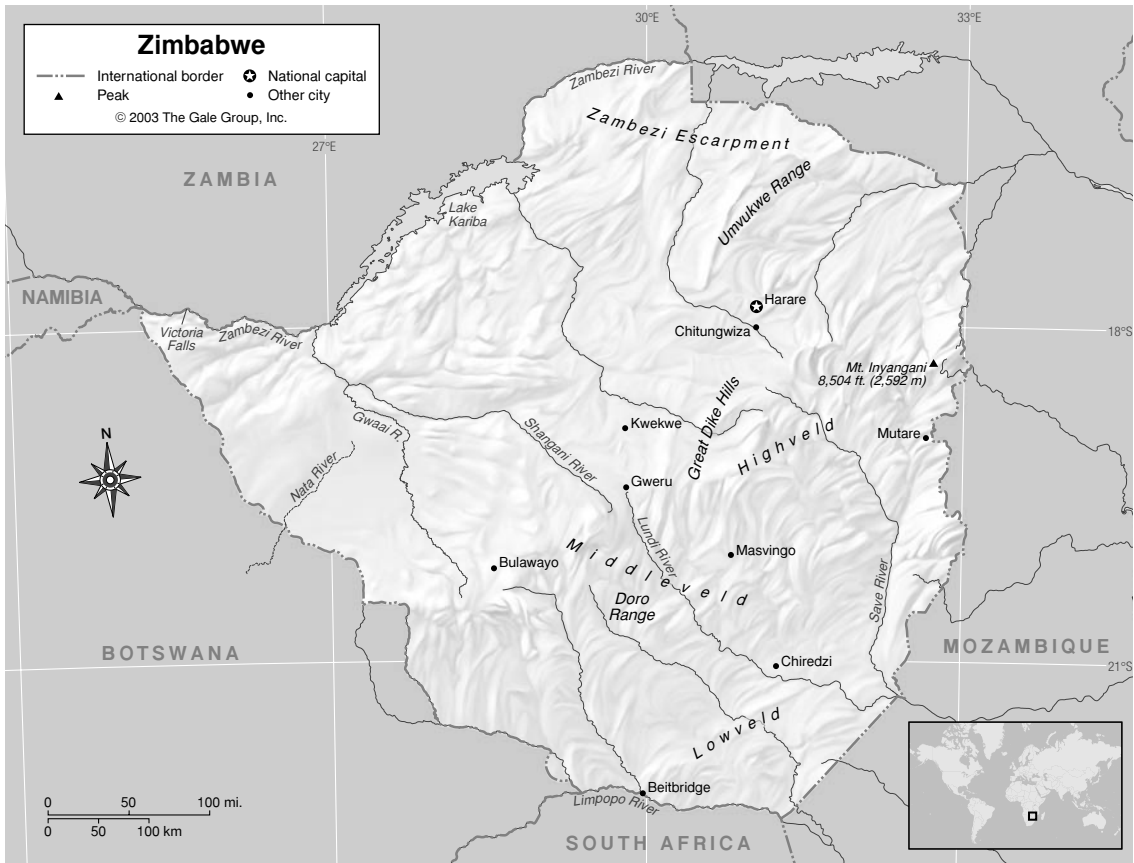 Zimbabwe
International border
National capital
Peak
Other city
© 2003 The Gale Group, Inc.
30°E
33°E
27°E
Zambezi River
Zambezi Escarpment
ZAMBIA
Umvukwe Range
Lake
Kariba
NAMIBIA
Harare
Victoria
Falls
Zambezi River
Chitungwiza
18°S
Mt. Inyangani
8,504 ft. (2,592 m)
Great Dike Hills
Gwaai R.
Shangani River
Kwekwe
Highveld
Mutare
N
Nata River
Gweru
Lundi River
Masvingo
Middleveld
Bulawayo
Doro
Range
Save River
BOTSWANA
MOZAMBIQUE
Chiredzi
21°S
Lowveld
Beitbridge
Limpopo River
0 50 100 mi.
0 50 100 km
SOUTH AFRICA